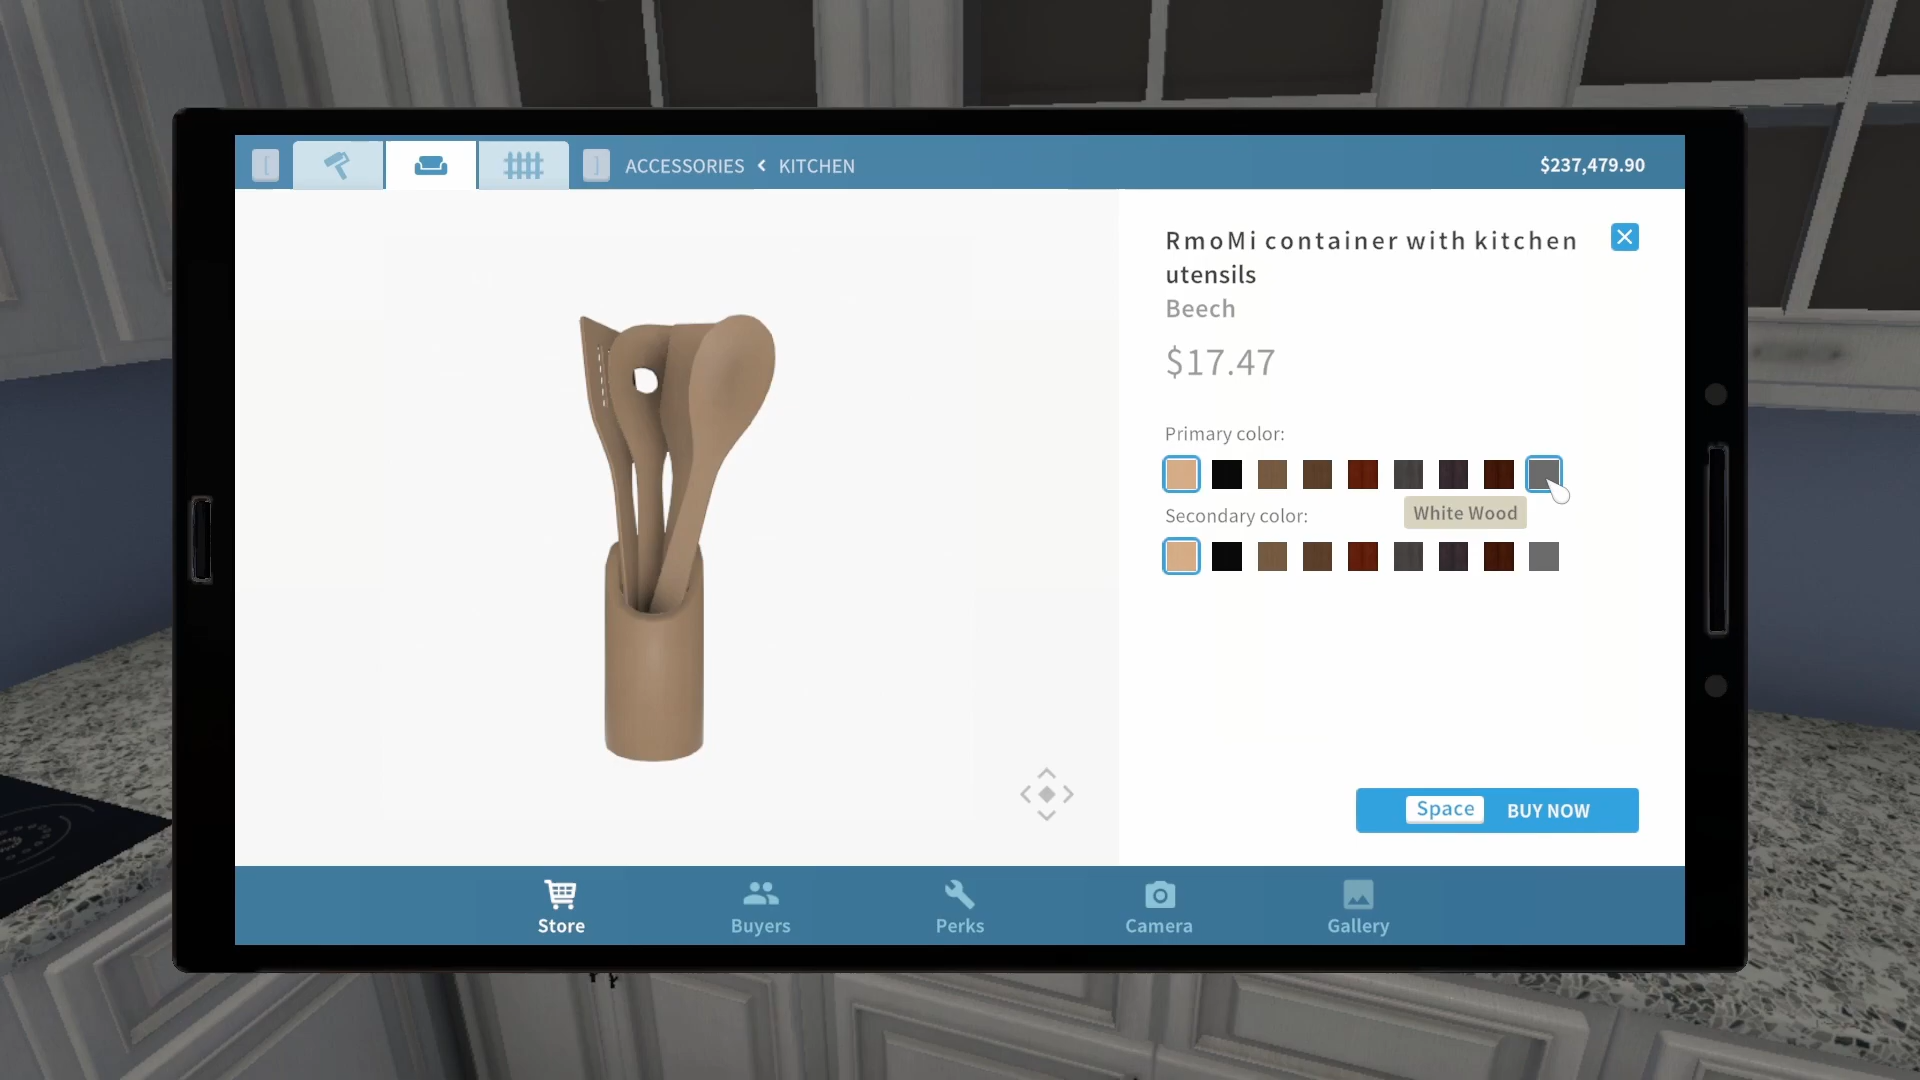 [
]
ACCESSORIES < KITCHEN
$237,479.90
RmoMi container with kitchen
utensils
Beech
$17.47
Primary color:
White Wood
Secondary color:
Space BUY NOW
Store
Buyers
Perks
Camera
Gallery